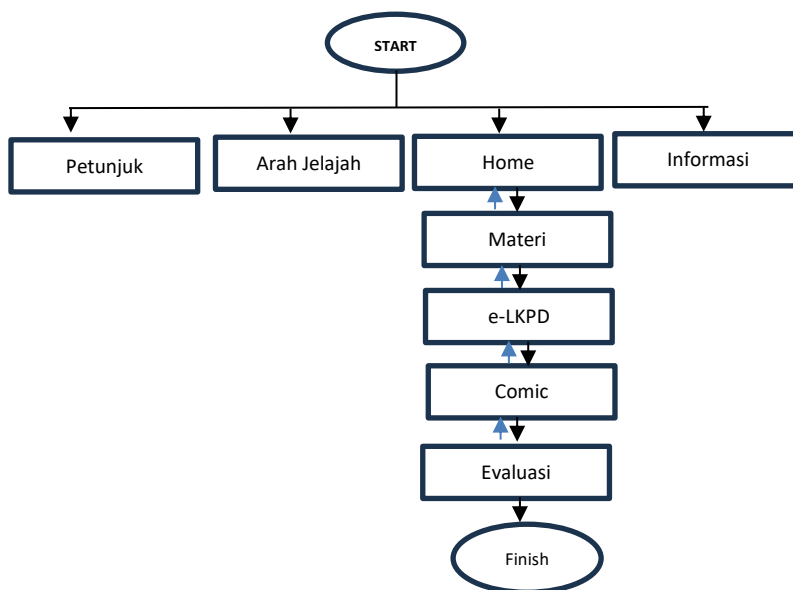 START
Petunjuk
Arah Jelajah
Home
Informasi
Materi
e-LKPD
Comic
Evaluasi
Finish